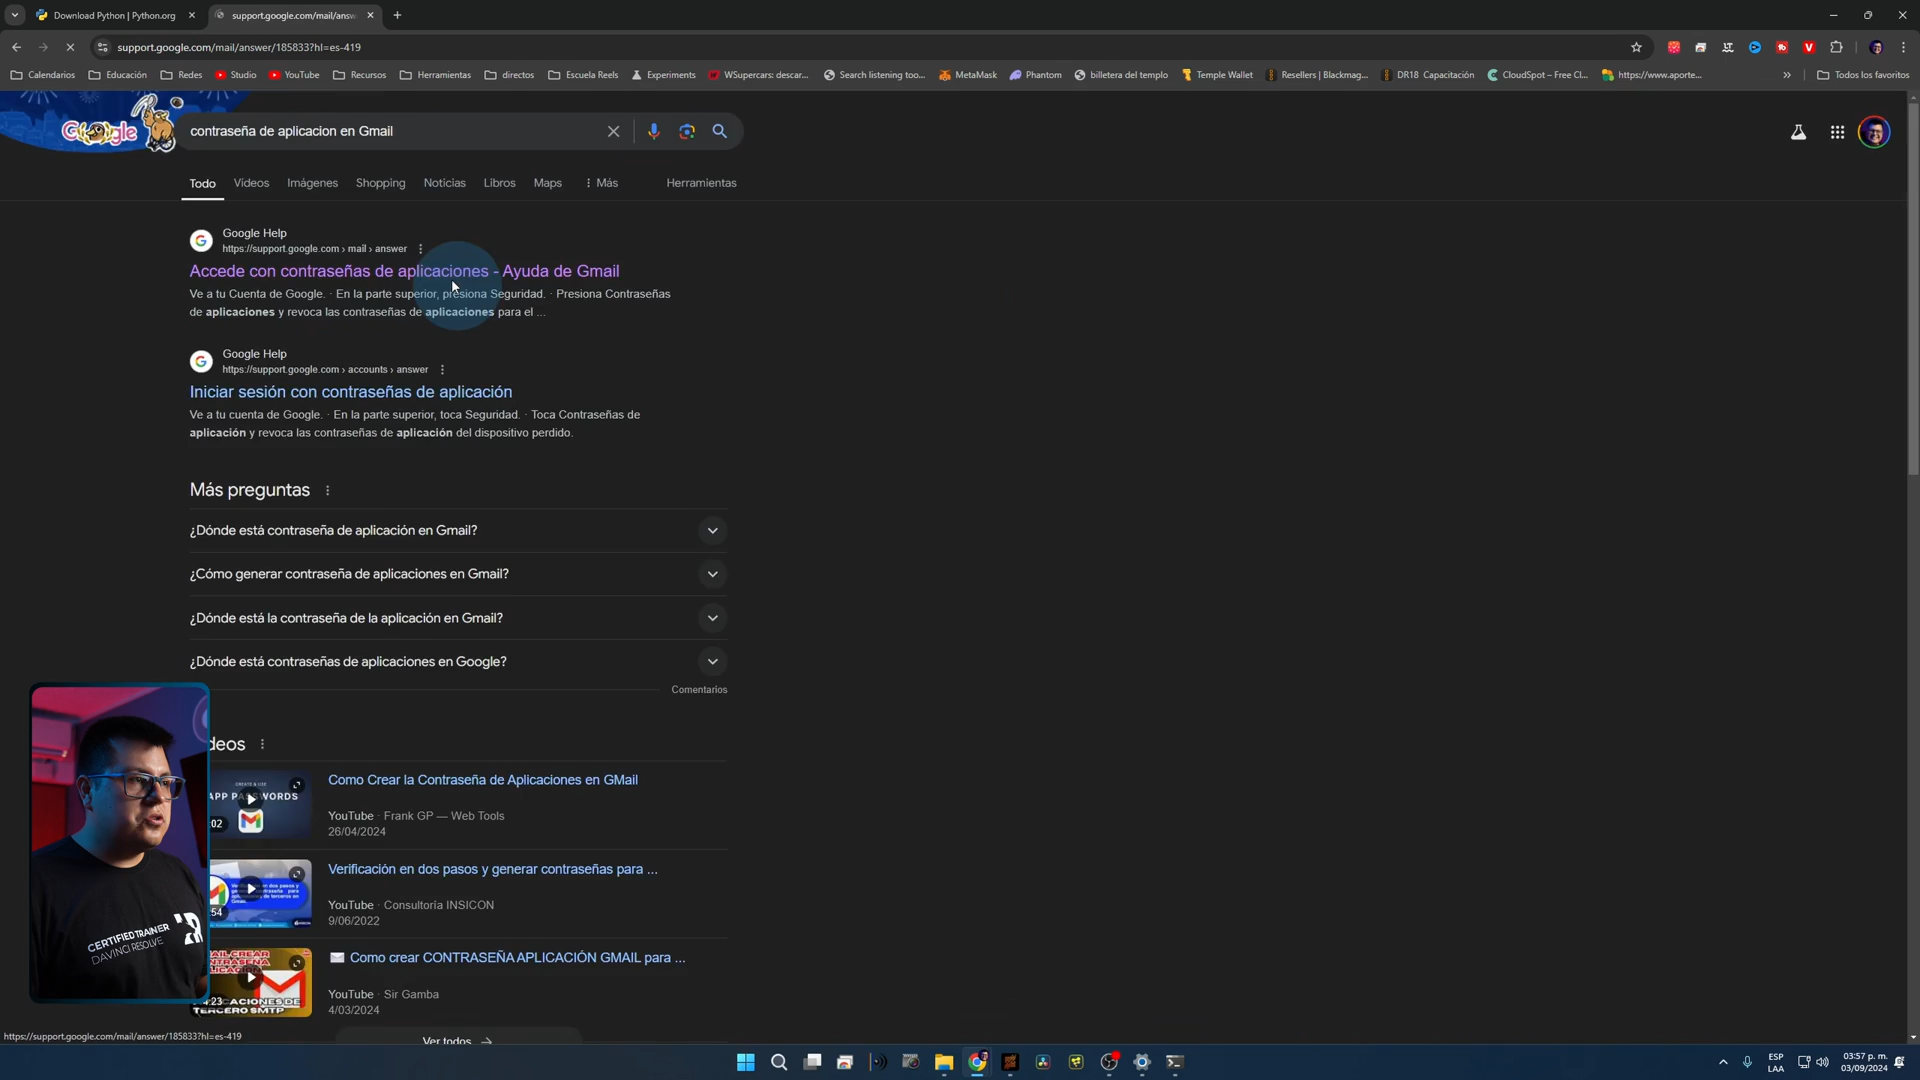 Download Python | Python.org
support.google.com/mail/answ
support.google.com/mail/answer/185833?hl=es-419
Calendarios
Educación
Redes
Studio
YouTube
Recursos
Herramientas
directos
Escuela Reels
Experiments
WSupercars: descar...
Search listening too...
MetaMask
Phantom
billetera del templo
Temple Wallet
Resellers | Blackmag...
DR18 Capacitación
CloudSpot – Free Cl...
https://www.aporte...
Todos los favoritos
Google
contraseña de aplicacion en Gmail
Todo
Vídeos
Imágenes
Shopping
Noticias
Libros
Maps
Más
Herramientas
Google Help
https://support.google.com › mail › answer
Accede con contraseñas de aplicaciones - Ayuda de Gmail
Ve a tu Cuenta de Google. · En la parte superior, presiona Seguridad. · Presiona Contraseñas
de aplicaciones y revoca las contraseñas de aplicaciones para el ...
Google Help
https://support.google.com › accounts › answer
Iniciar sesión con contraseñas de aplicación
Ve a tu cuenta de Google. · En la parte superior, toca Seguridad. · Toca Contraseñas de
aplicación y revoca las contraseñas de aplicación del dispositivo perdido.
Más preguntas
¿Dónde está contraseña de aplicación en Gmail?
¿Cómo generar contraseña de aplicaciones en Gmail?
¿Dónde está la contraseña de la aplicación en Gmail?
¿Dónde está contraseñas de aplicaciones en Google?
Comentarios
deos
CREATE & USE
APP PASSWORDS
:02
Como Crear la Contraseña de Aplicaciones en GMail
YouTube · Frank GP — Web Tools
26/04/2024
:54
Verificación en dos pasos y generar contraseñas para ...
YouTube · Consultoría INSICON
9/06/2022
4:23
✉️ Como crear CONTRASEÑA APLICACIÓN GMAIL para ...
YouTube · Sir Gamba
4/03/2024
TERCERO SMTP
CERTIFIED TRAINER
DAVINCI RESOLVE
Ver todos
https://support.google.com/mail/answer/185833?hl=es-419
ESP
LAA
03:57 p. m.
03/09/2024